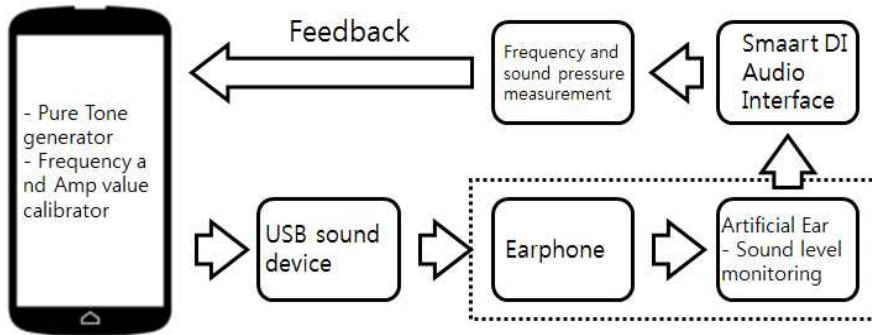 Feedback
- Pure Tone
generator
- Frequency a
nd Amp value
calibrator
Frequency and
sound pressure
measurement
Smaart DI
Audio
Interface
USB sound
device
Earphone
Artificial Ear
- Sound level
monitoring